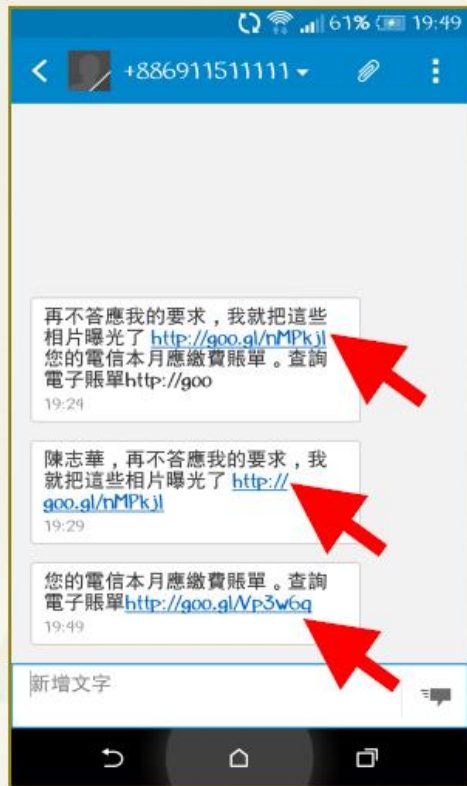 61% 19:49
+886911511111
再不答應我的要求，我就把這些
相片曝光了 http://goo.gl/nMPkjl
您的電信本月應繳費賬單。查詢
電子賬單http://goo
19:24
陳志華，再不答應我的要求，我
就把這些相片曝光了 http://
goo.gl/nMPkjl
19:29
您的電信本月應繳費賬單。查詢
電子賬單http://goo.gl/Vp3w6q
19:49
新增文字